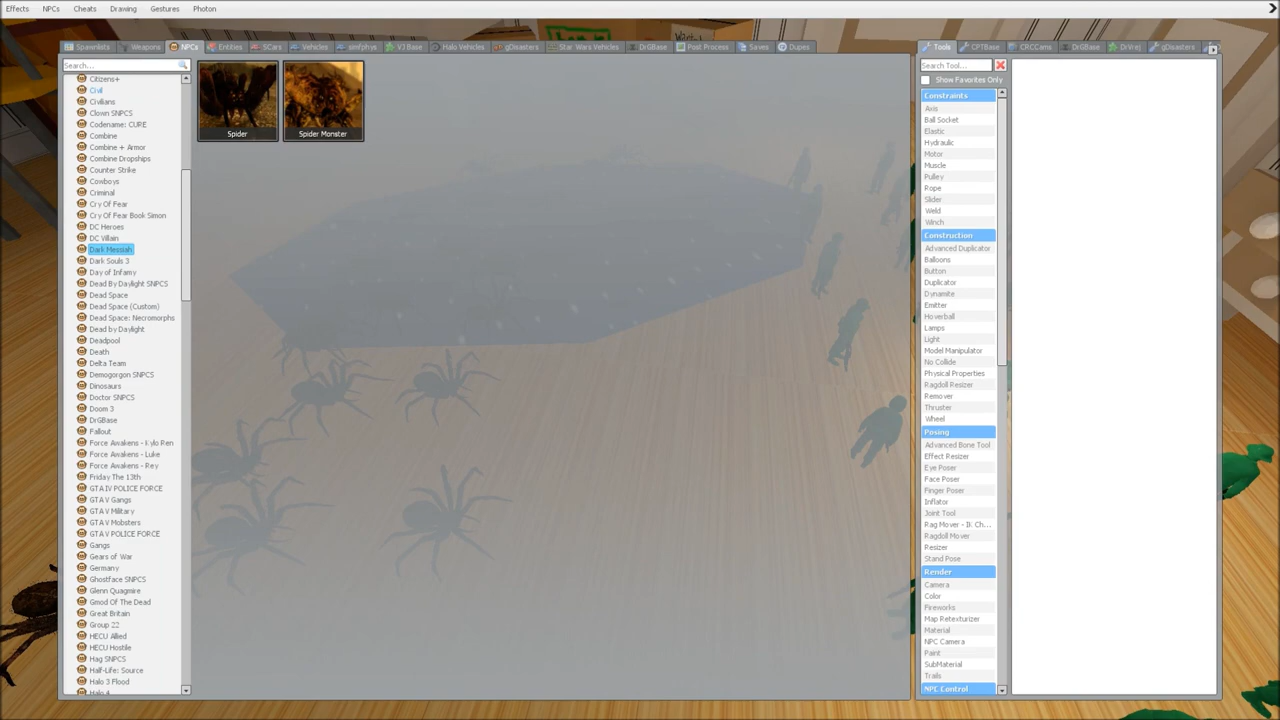 Effects NPCs Cheats Drawing Gestures Photon
Spawnlists Weapons NPCs Entities SCars Vehicles simfphys VJ Base Halo Vehicles gDisasters Star Wars Vehicles DrGBase Post Process Saves Dupes
Search...
Citizens+
Civil
Civilians
Clown SNPCS
Codename: CURE
Combine
Combine + Armor
Combine Dropships
Counter Strike
Cowboys
Criminal
Cry Of Fear
Cry Of Fear Book Simon
DC Heroes
DC Villain
Dark Messiah
Dark Souls 3
Day of Infamy
Dead By Daylight SNPCS
Dead Space
Dead Space (Custom)
Dead Space: Necromorphs
Dead by Daylight
Deadpool
Death
Delta Team
Demogorgon SNPCS
Dinosaurs
Doctor SNPCS
Doom 3
DrGBase
Fallout
Force Awakens - Kylo Ren
Force Awakens - Luke
Force Awakens - Rey
Friday The 13th
GTA IV POLICE FORCE
GTA V Gangs
GTA V Military
GTA V Mobsters
GTA V POLICE FORCE
Gangs
Gears of War
Germany
Ghostface SNPCS
Glenn Quagmire
Gmod Of The Dead
Great Britain
Group 22
HECU Allied
HECU Hostile
Hag SNPCS
Half-Life: Source
Halo 3 Flood
Halo 4
Spider
Spider Monster
Tools CPTBase CRCCams DrGBase DrVrej gDisasters
Search Tool...
Show Favorites Only
Constraints
Axis
Ball Socket
Elastic
Hydraulic
Motor
Muscle
Pulley
Rope
Slider
Weld
Winch
Construction
Advanced Duplicator
Balloons
Button
Duplicator
Dynamite
Emitter
Hoverball
Lamps
Light
Model Manipulator
No Collide
Physical Properties
Ragdoll Resizer
Remover
Thruster
Wheel
Posing
Advanced Bone Tool
Effect Resizer
Eye Poser
Face Poser
Finger Poser
Inflator
Joint Tool
Rag Mover - IK Ch...
Ragdoll Mover
Resizer
Stand Pose
Render
Camera
Color
Fireworks
Map Retexturizer
Material
NPC Camera
Paint
SubMaterial
Trails
NPC Control